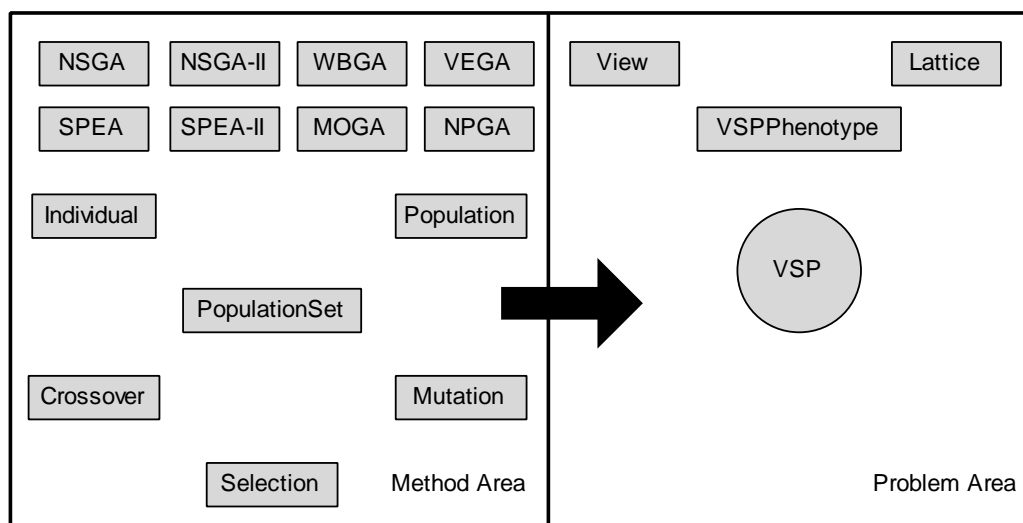 NSGA
NSGA-II
WBGA
VEGA
SPEA
SPEA-II
MOGA
NPGA
Individual
Population
PopulationSet
Crossover
Mutation
Selection
Method Area
View
Lattice
VSPPhenotype
VSP
Problem Area